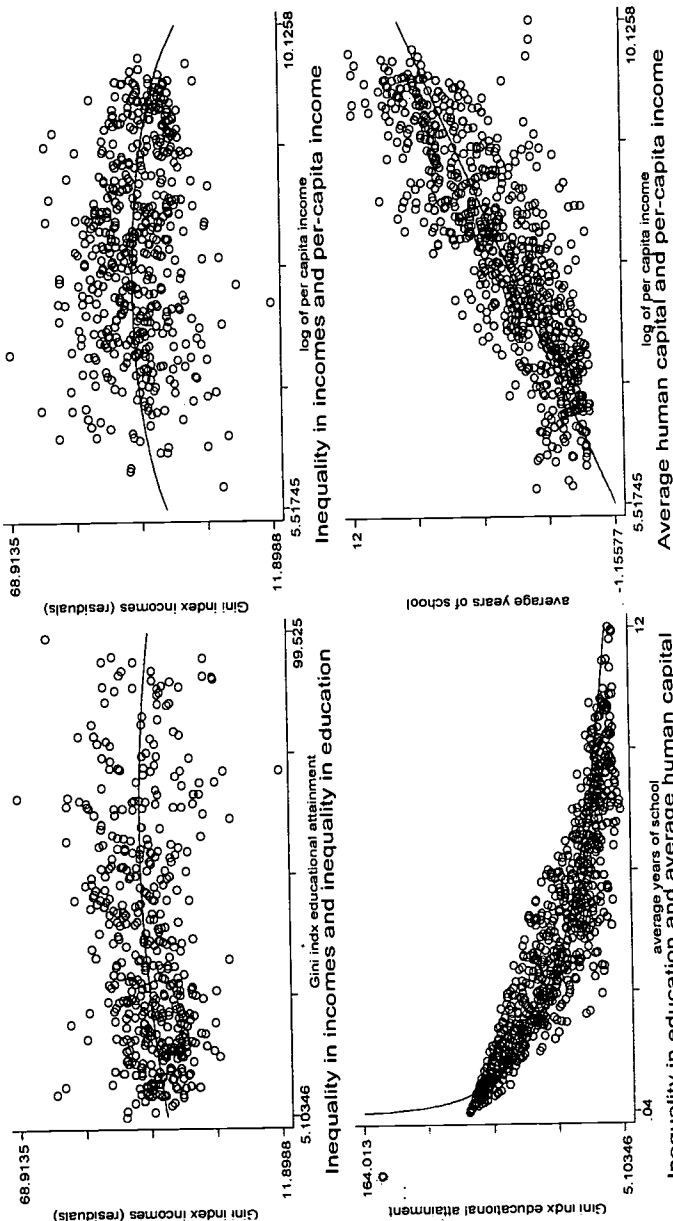 68.9135
Gini index incomes (residuals)
11.8988
5.10346
99.525
Gini indx educational attainment
Inequality in incomes and inequality in education
68.9135
Gini index incomes (residuals)
11.8988
5.51745
10.1258
log of per capita income
Inequality in incomes and per-capita income
164.013
Gini indx educational attainment
5.10346
.04
12
average years of school
Inequality in education and average human capital
12
average years of school
-1.15577
5.51745
10.1258
log of per capita income
Average human capital and per-capita income